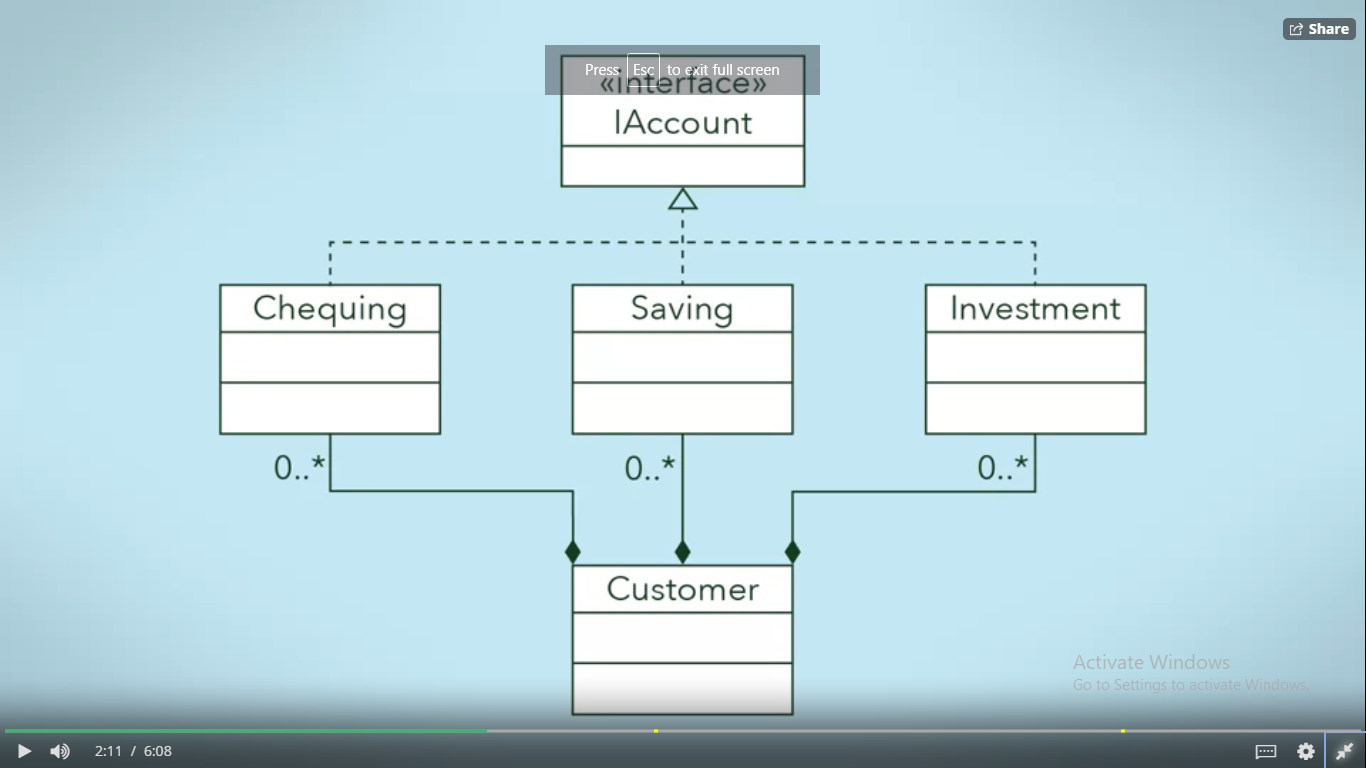 Share
Press Esc to exit full screen
«interface»
IAccount
Chequing Saving Investment
0..* 0..* 0..*
Customer
Activate Windows
Go to Settings to activate Windows.
2:11 / 6:08